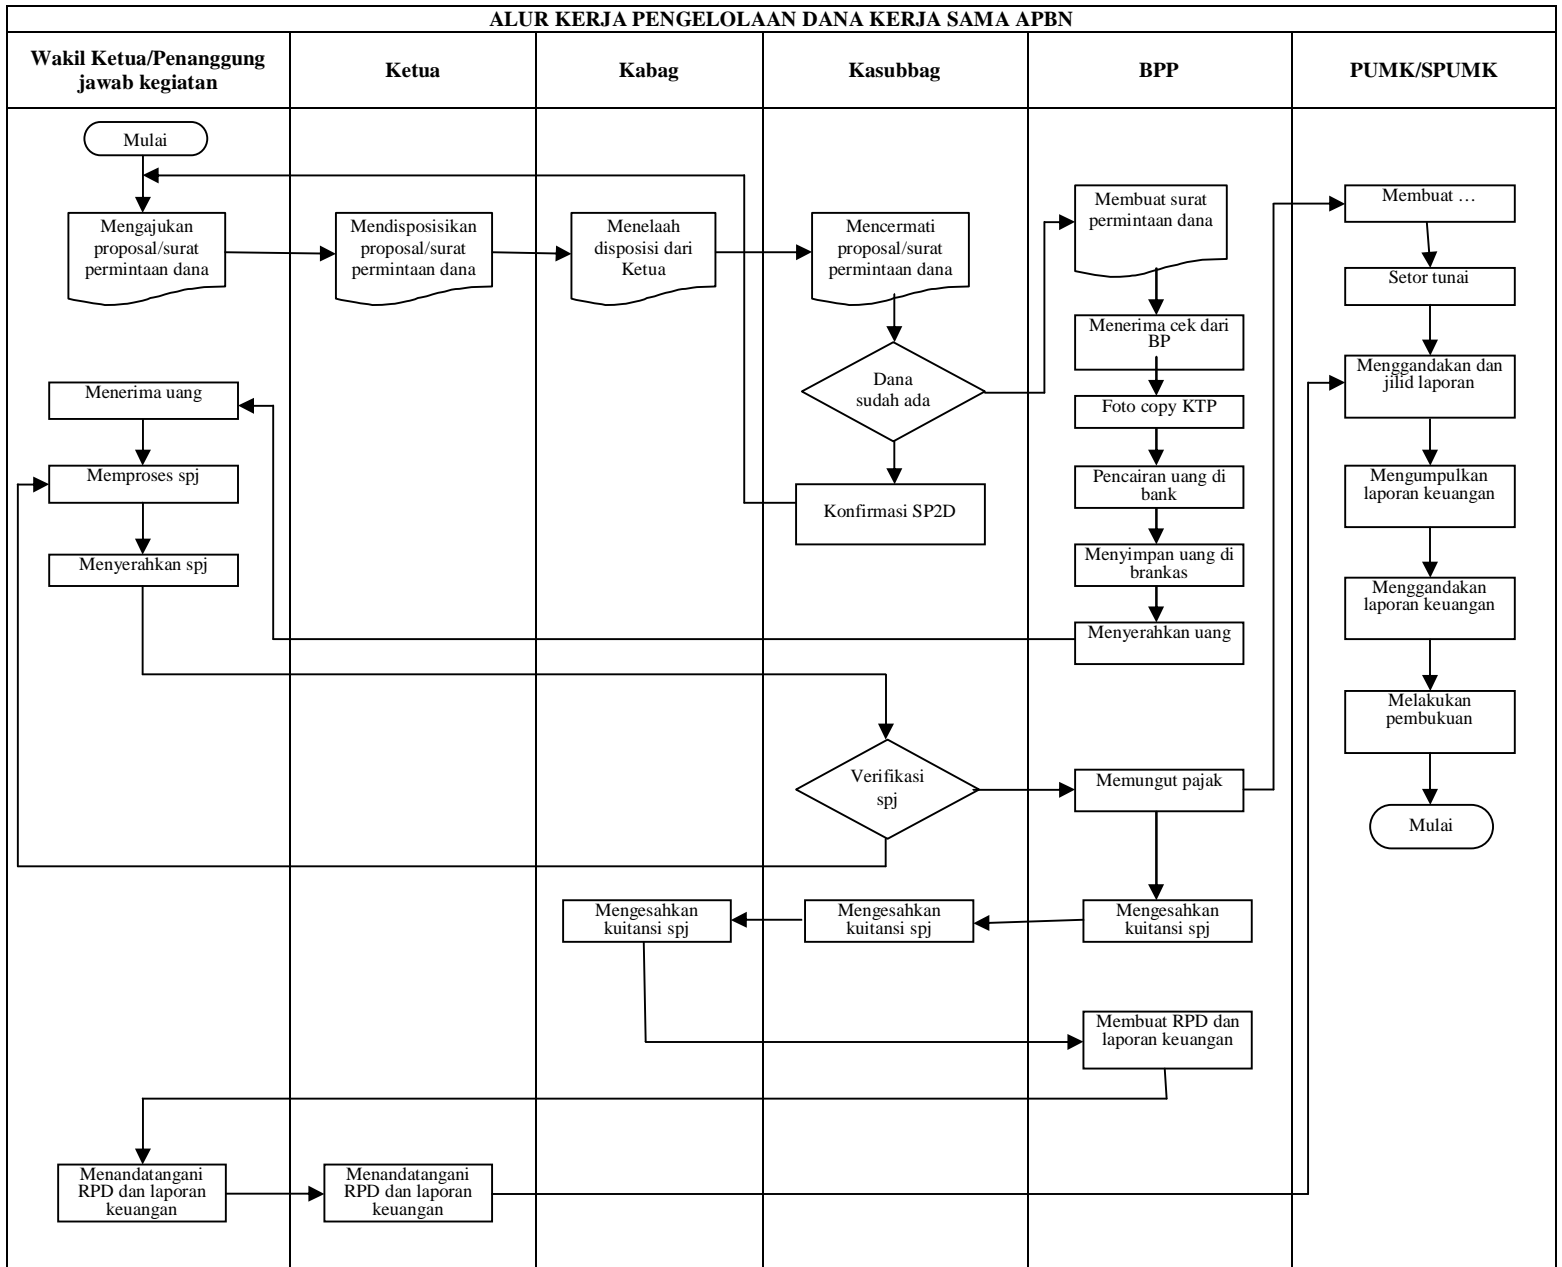 ALUR KERJA PENGELOLAAN DANA KERJA SAMA APBN
Wakil Ketua/Penanggung
jawab kegiatan
Ketua
Kabag
Kasubbag
BPP
PUMK/SPUMK
Mulai
Mengajukan
proposal/surat
permintaan dana
Mendisposisikan
proposal/surat
permintaan dana
Menelaah
disposisi dari
Ketua
Mencermati
proposal/surat
permintaan dana
Membuat surat
permintaan dana
Membuat …
Setor tunai
Menerima cek dari
BP
Menggandakan dan
jilid laporan
Dana
sudah ada
Menerima uang
Foto copy KTP
Memproses spj
Pencairan uang di
bank
Mengumpulkan
laporan keuangan
Konfirmasi SP2D
Menyerahkan spj
Menyimpan uang di
brankas
Menggandakan
laporan keuangan
Menyerahkan uang
Melakukan
pembukuan
Verifikasi
spj
Memungut pajak
Mulai
Mengesahkan
kuitansi spj
Mengesahkan
kuitansi spj
Mengesahkan
kuitansi spj
Membuat RPD dan
laporan keuangan
Menandatangani
RPD dan laporan
keuangan
Menandatangani
RPD dan laporan
keuangan